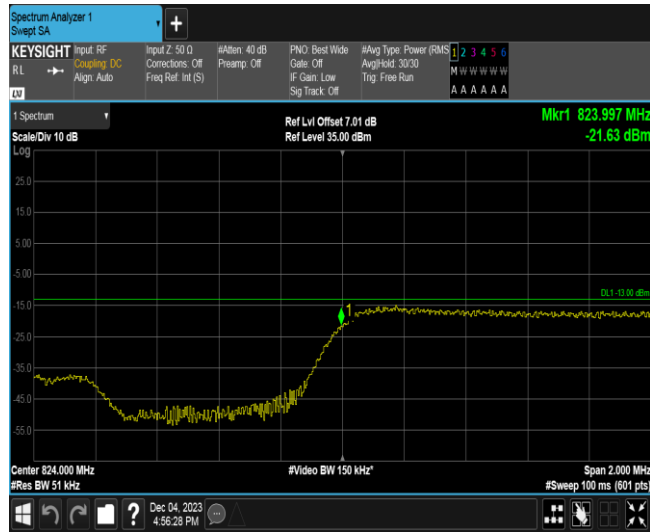 Spectrum Analyzer 1
Swept SA
+
KEYSIGHT
RL
LXI
Input: RF
Coupling: DC
Align: Auto
Input Z: 50 Ω
Corrections: Off
Freq Ref: Int (S)
#Atten: 40 dB
Preamp: Off
PNO: Best Wide
Gate: Off
IF Gain: Low
Sig Track: Off
#Avg Type: Power (RMS
Avg|Hold: 30/30
Trig: Free Run
1 2 3 4 5 6
M W W W W W
A A A A A A
1 Spectrum
Scale/Div 10 dB
Log
Ref Lvl Offset 7.01 dB
Ref Level 35.00 dBm
Mkr1 823.997 MHz
-21.63 dBm
25.0
15.0
5.00
-5.00
DL1 -13.00 dBm
-15.0
1
-25.0
-35.0
-45.0
-55.0
Center 824.000 MHz
#Res BW 51 kHz
#Video BW 150 kHz*
Span 2.000 MHz
#Sweep 100 ms (601 pts)
?
Dec 04, 2023
4:56:28 PM